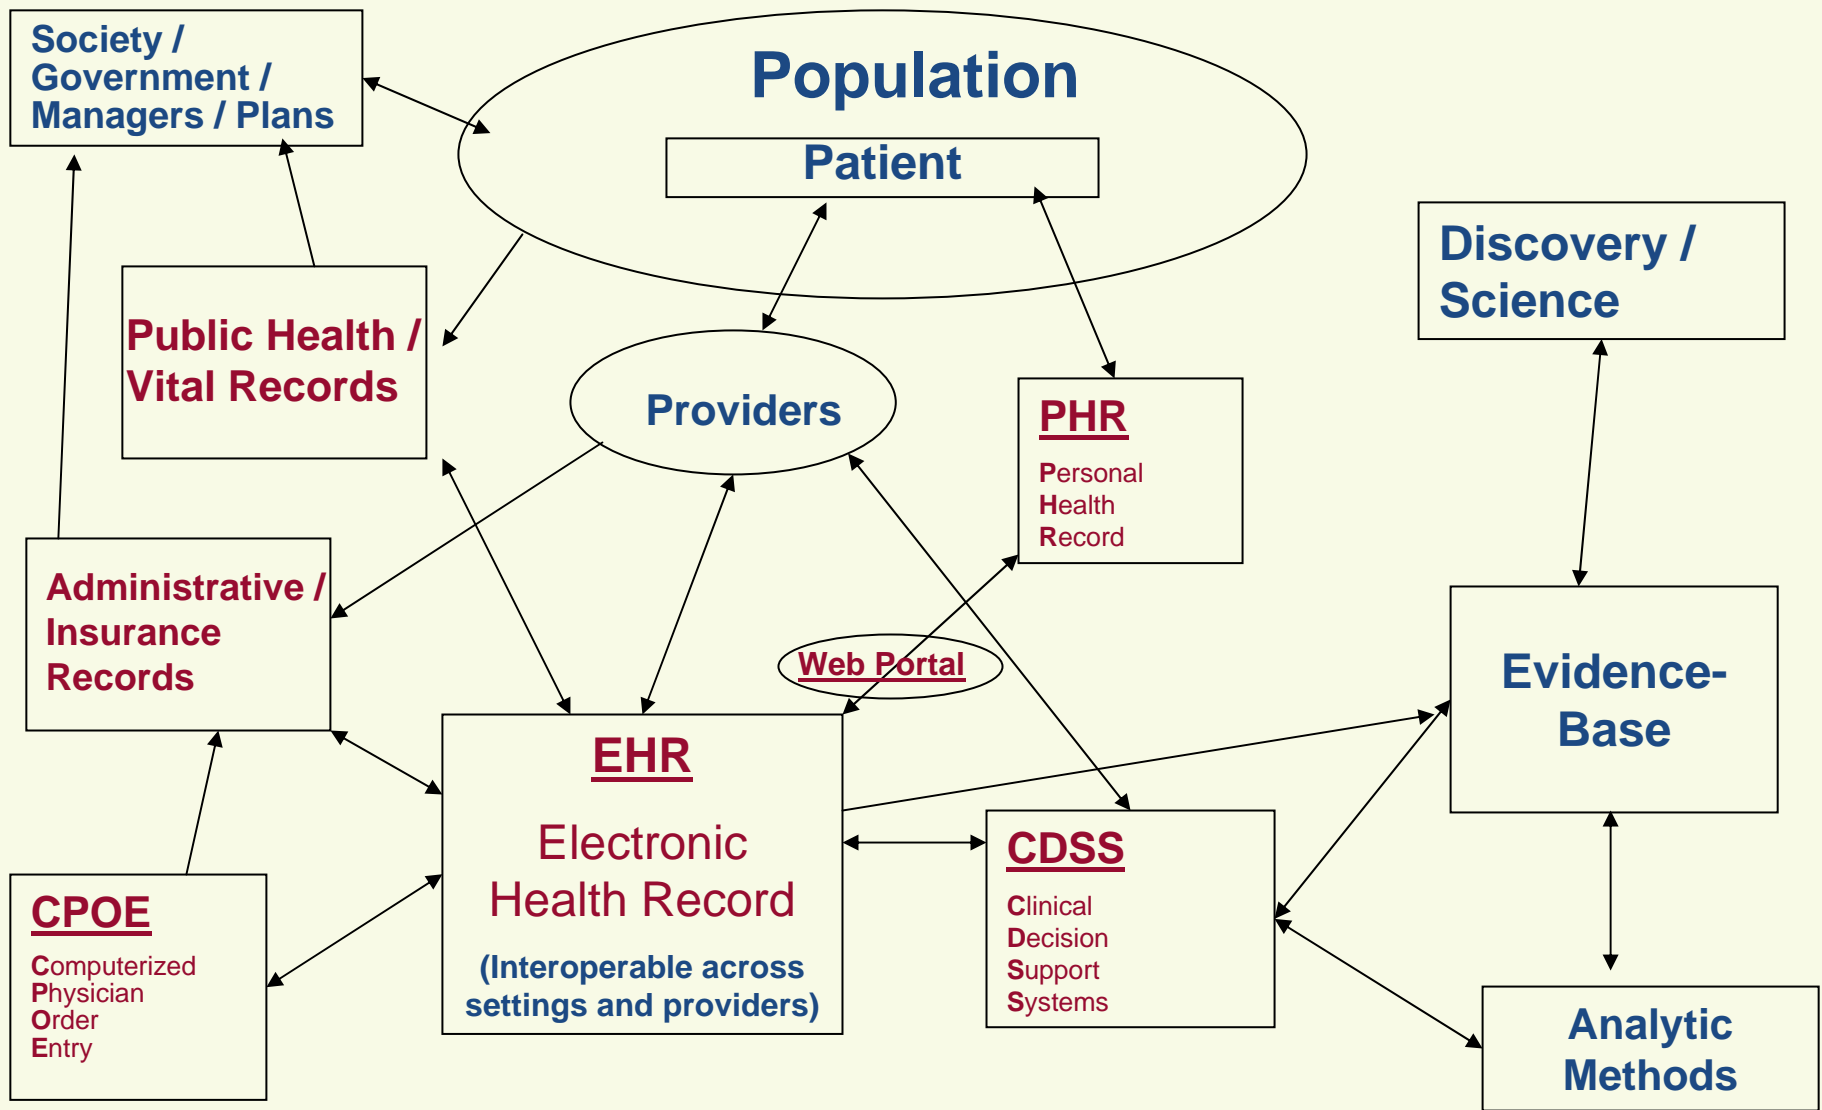 Society /
Government /
Managers / Plans
Population
Patient
Discovery /
Science
Public Health /
Vital Records
Providers
PHR
Personal
Health
Record
Administrative /
Insurance
Records
Web Portal
Evidence-
Base
EHR
Electronic
Health Record
(Interoperable across
settings and providers)
CDSS
Clinical
Decision
Support
Systems
CPOE
Computerized
Physician
Order
Entry
Analytic
Methods